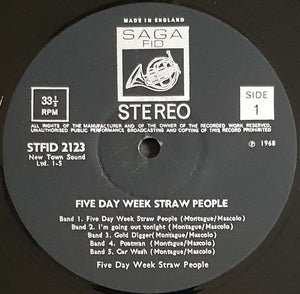 MADE IN ENGLAND
SAGA
FID
33⅓
RPM
STEREO
SIDE
1
ALL RIGHTS OF THE MANUFACTURER AND OF THE OWNER OF THE RECORDED WORK RESERVED.
UNAUTHORISED PUBLIC PERFORMANCE BROADCASTING AND COPYING OF THIS RECORD PROHIBITED
STFID 2123
New Town Sound
Ltd. 1-5
℗ 1968
FIVE DAY WEEK STRAW PEOPLE
Band 1. Five Day Week Straw People (Montague/Mascolo)
Band 2. I'm going out tonight (Montague/Mascolo)
Band 3. Gold Digger (Montague/Mascolo)
Band 4. Postman (Montague/Mascolo)
Band 5. Car Wash (Montague/Mascolo)
Five Day Week Straw People